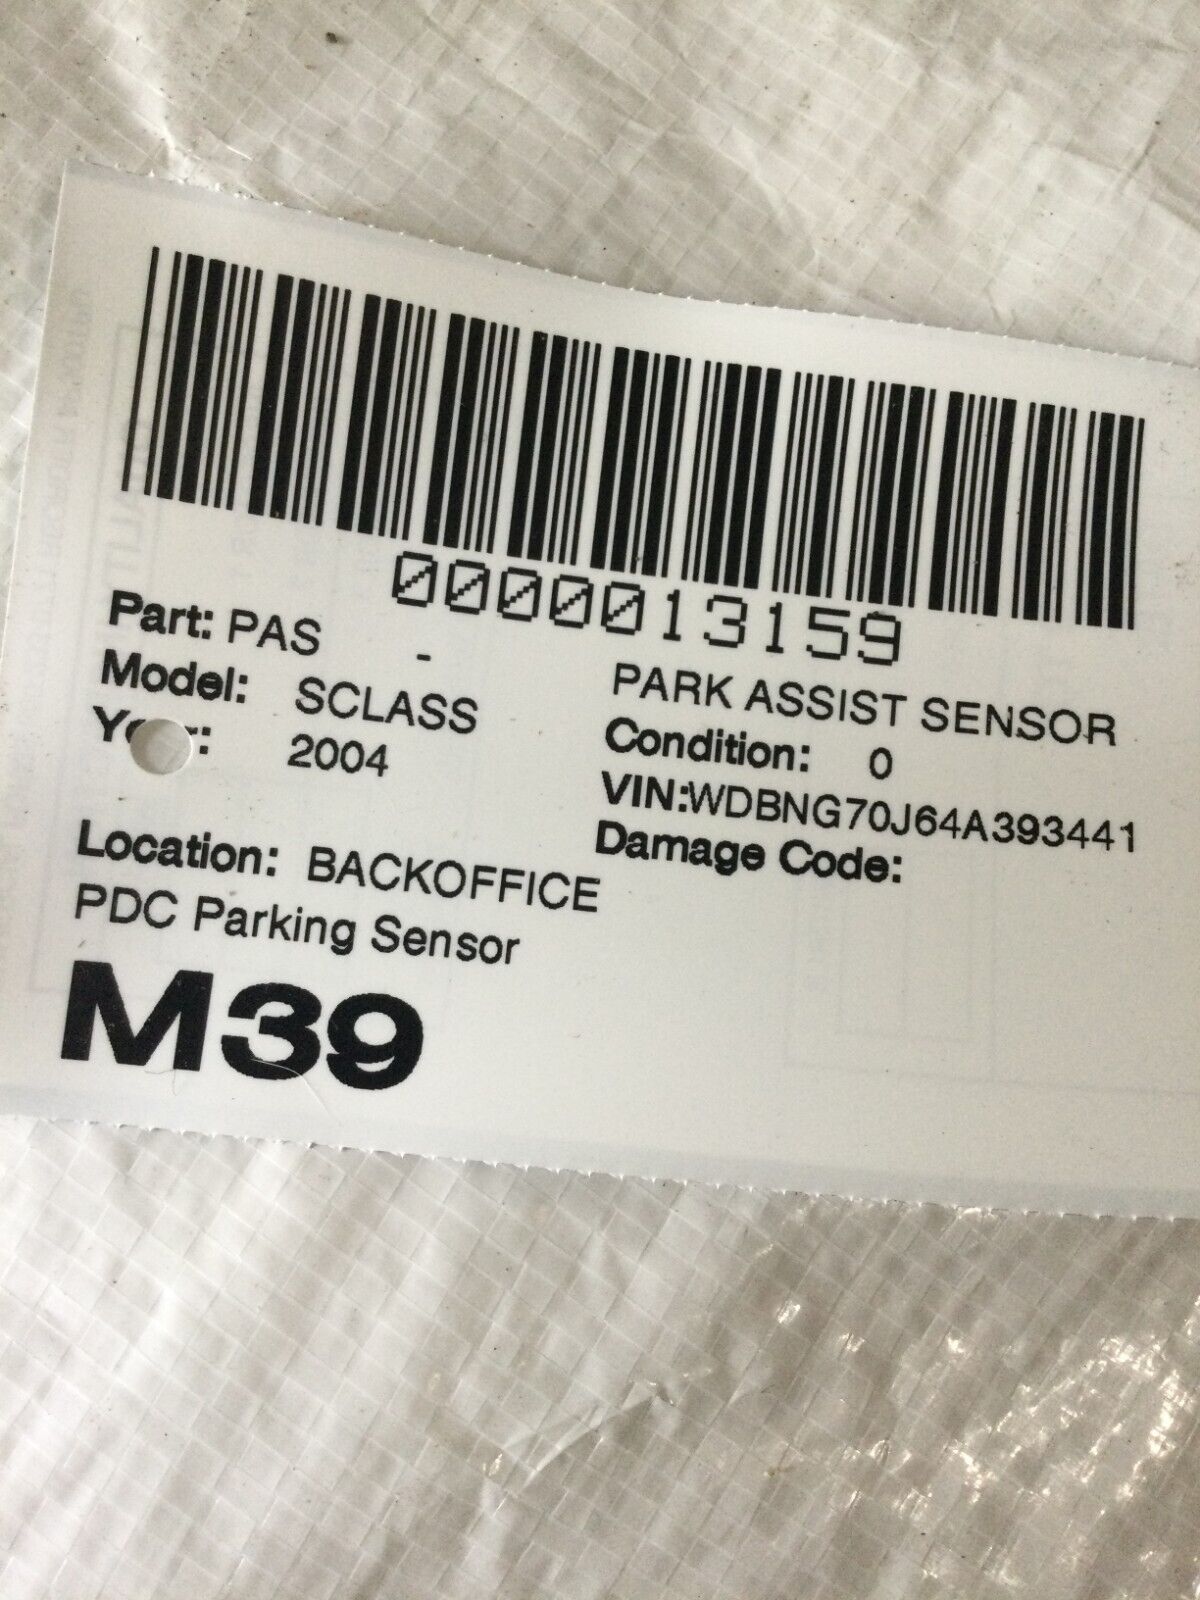 0000013159
Part: PAS -
PARK ASSIST SENSOR
Model: SCLASS
Condition: 0
2004
VIN:WDBNG70J64A393441
Damage Code:
Location: BACKOFFICE
PDC Parking Sensor
M39